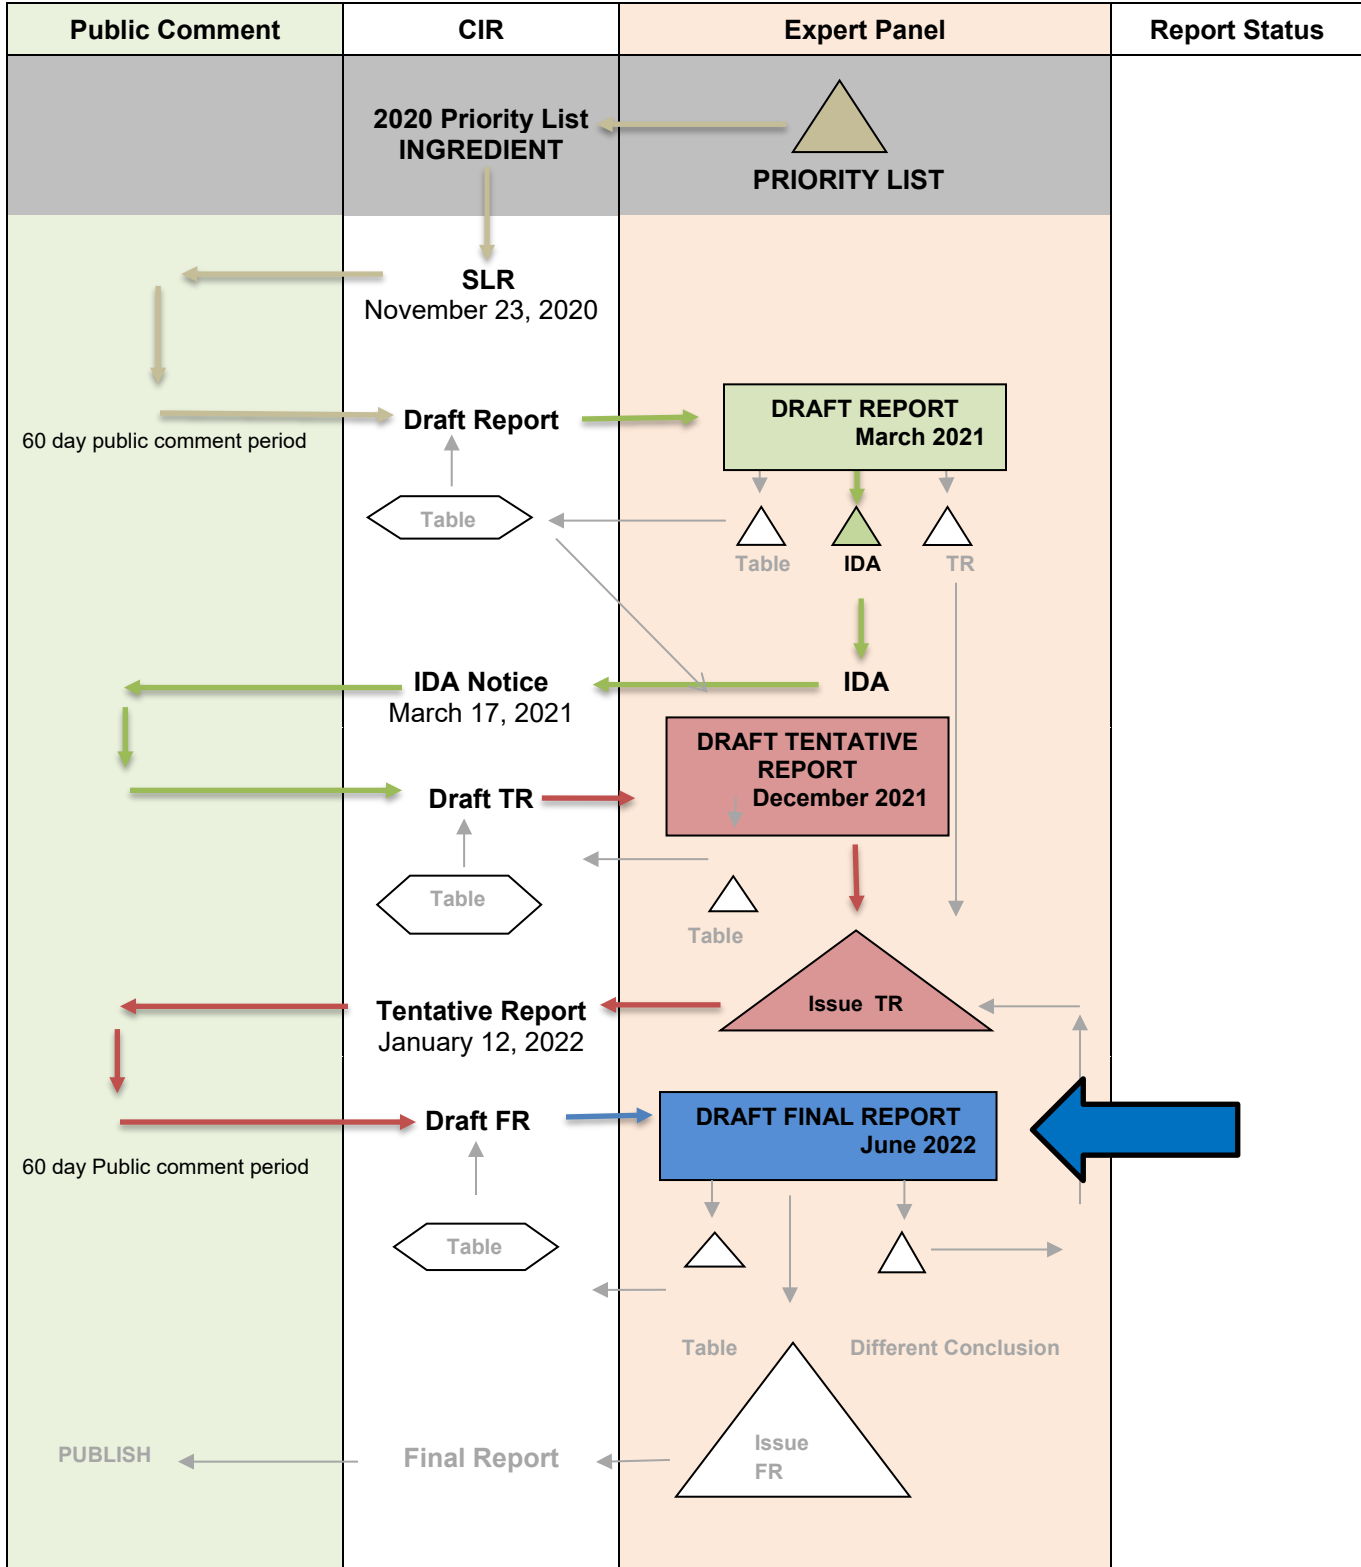 Public Comment
CIR
Expert Panel
Report Status
2020 Priority List
INGREDIENT
PRIORITY LIST
SLR
November 23, 2020
60 day public comment period
Draft Report
DRAFT REPORT
March 2021
Table
Table
IDA
TR
IDA Notice
March 17, 2021
IDA
DRAFT TENTATIVE
REPORT
December 2021
Draft TR
Table
Table
Issue TR
Tentative Report
January 12, 2022
60 day Public comment period
Draft FR
DRAFT FINAL REPORT
June 2022
Table
Table
Different Conclusion
PUBLISH
Final Report
Issue
FR